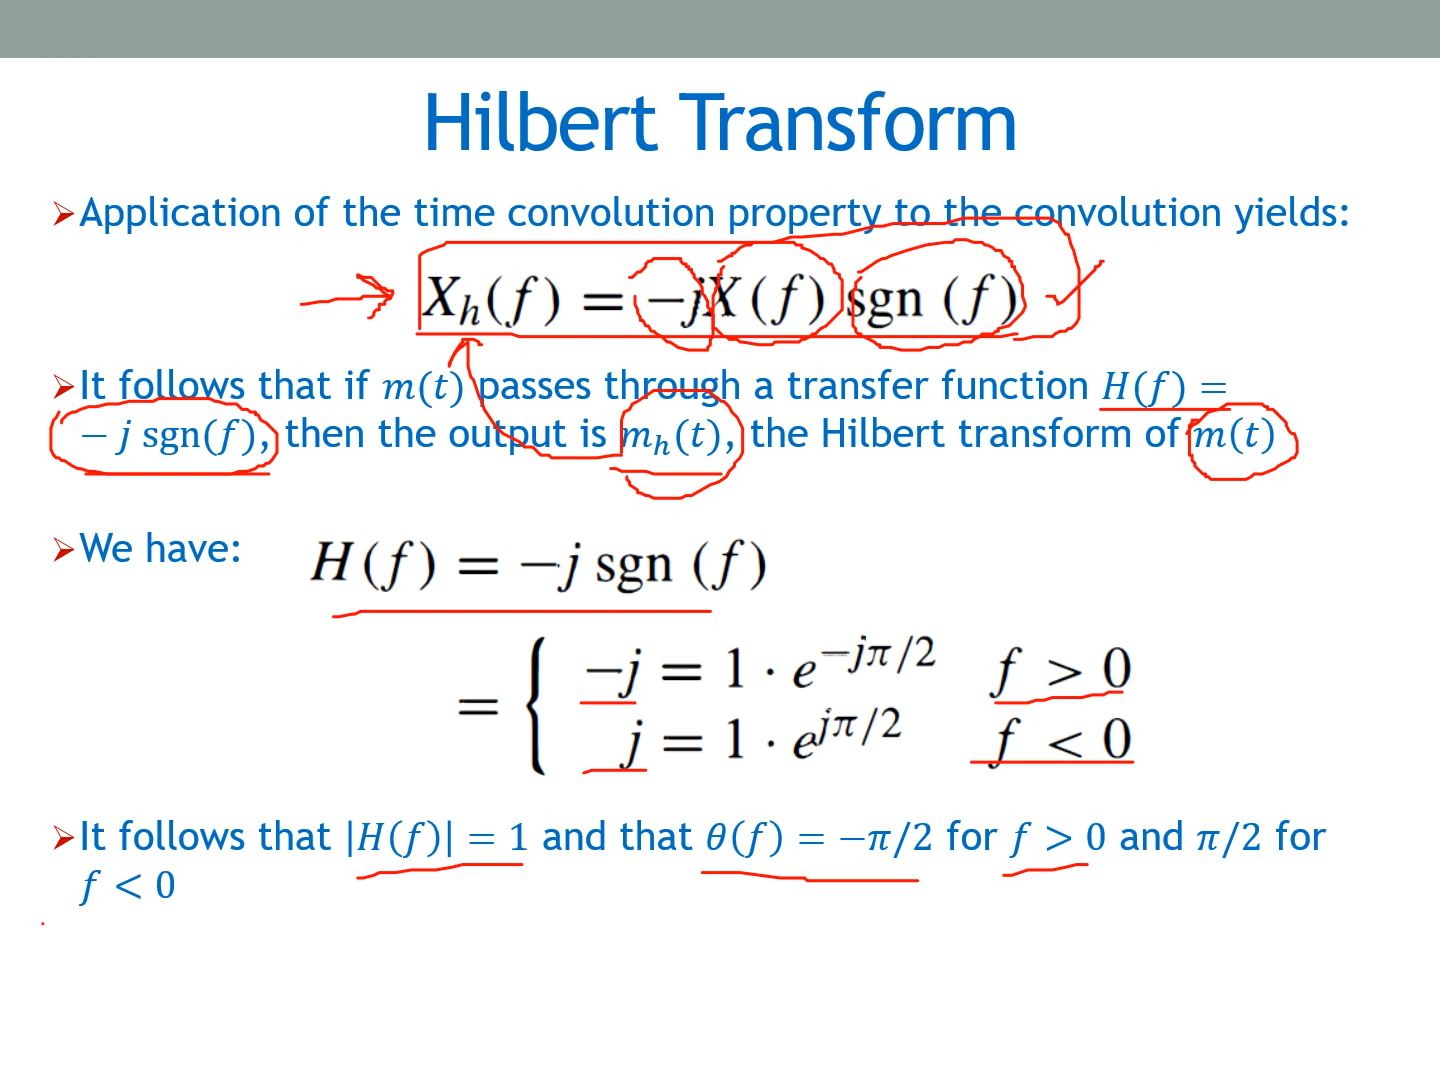 Hilbert Transform
➢Application of the time convolution property to the convolution yields:
X_h(f) = −jX(f) sgn (f)
➢It follows that if m(t) passes through a transfer function H(f) =
− j sgn(f), then the output is m_h(t), the Hilbert transform of m(t)
➢We have:
H(f) = −j sgn (f)
= { −j = 1 · e^{−jπ/2} f > 0
j = 1 · e^{jπ/2} f < 0
➢It follows that |H(f)| = 1 and that θ(f) = −π/2 for f > 0 and π/2 for
f < 0